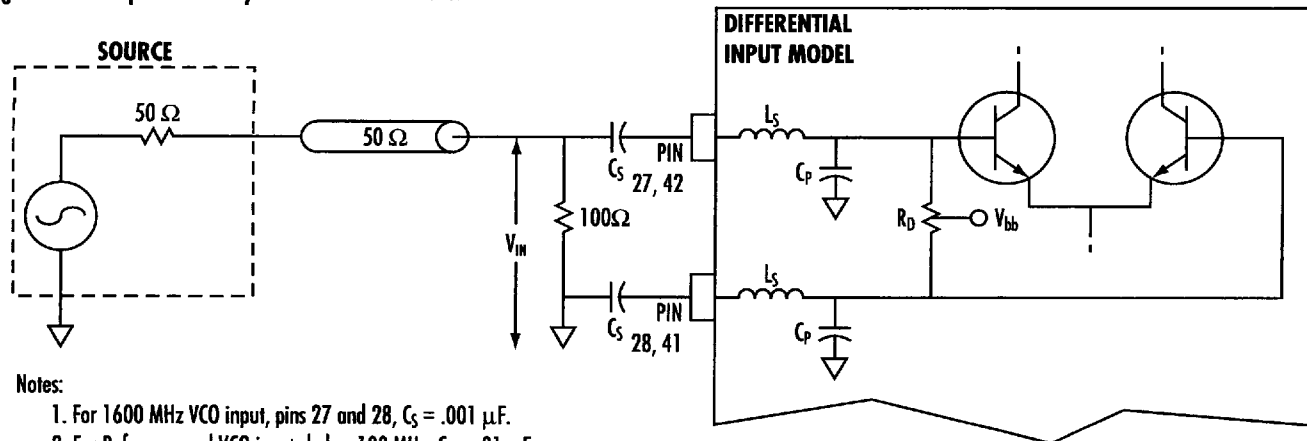 DIFFERENTIAL
INPUT MODEL
SOURCE
50 Ω
50 Ω
C_S
PIN
27, 42
L_S
C_P
100Ω
V_IN
R_D
V_bb
C_S
PIN
28, 41
L_S
C_P
Notes:
1. For 1600 MHz VCO input, pins 27 and 28, C_S = .001 µF.